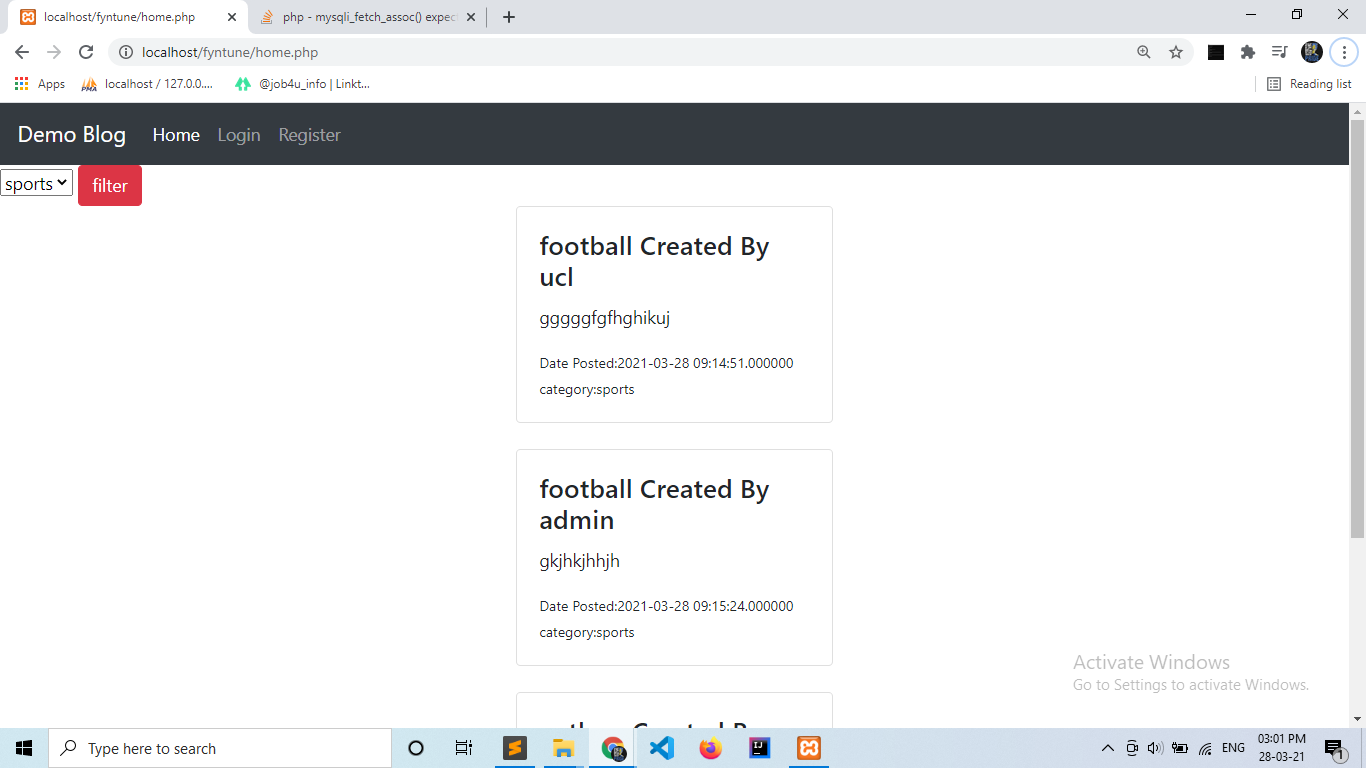 localhost/fyntune/home.php
php - mysqli_fetch_assoc() expec
localhost/fyntune/home.php
Apps
PMA
localhost / 127.0.0....
@job4u_info | Linkt...
Reading list
Demo Blog
Home
Login
Register
sports
filter
football Created By
ucl
gggggfgfhghikuj
Date Posted:2021-03-28 09:14:51.000000
category:sports
football Created By
admin
gkjhkjhhjh
Date Posted:2021-03-28 09:15:24.000000
category:sports
Created B
Activate Windows
Go to Settings to activate Windows.
Type here to search
IJ
ENG
03:01 PM
28-03-21
1